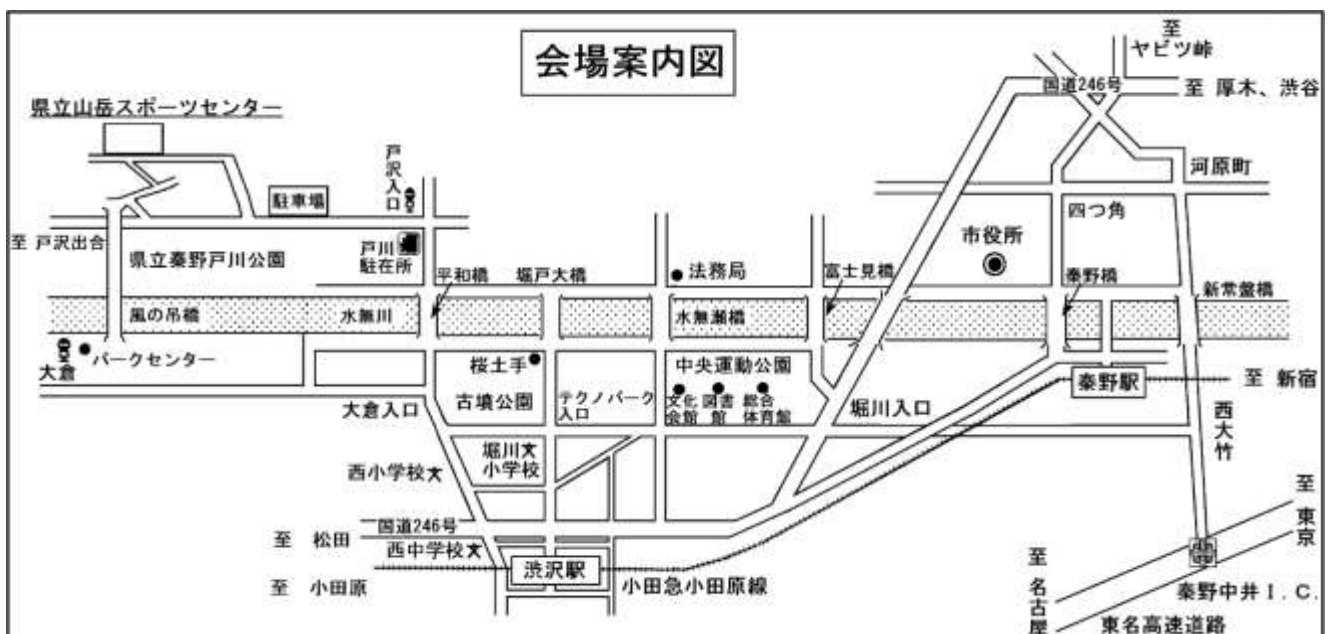 会場案内図
至
ヤビツ峠
国道246号
至 厚木、渋谷
県立山岳スポーツセンター
戸沢入口
駐車場
河原町
四つ角
市役所
至 戸沢出合
県立秦野戸川公園
戸川
駐在所
平和橋
堀戸大橋
法務局
富士見橋
秦野橋
新常盤橋
風の吊橋
水無川
水無瀬橋
大倉
パークセンター
桜土手
古墳公園
中央運動公園
テクノパーク
入口
文化
会館
図書
館
総合
体育館
秦野駅
至 新宿
大倉入口
堀川入口
西大竹
堀川
小学校
西小学校
国道246号
至 松田
西中学校
渋沢駅
至 小田原
小田急小田原線
至 東京
至 名古屋
秦野中井I.C.
東名高速道路